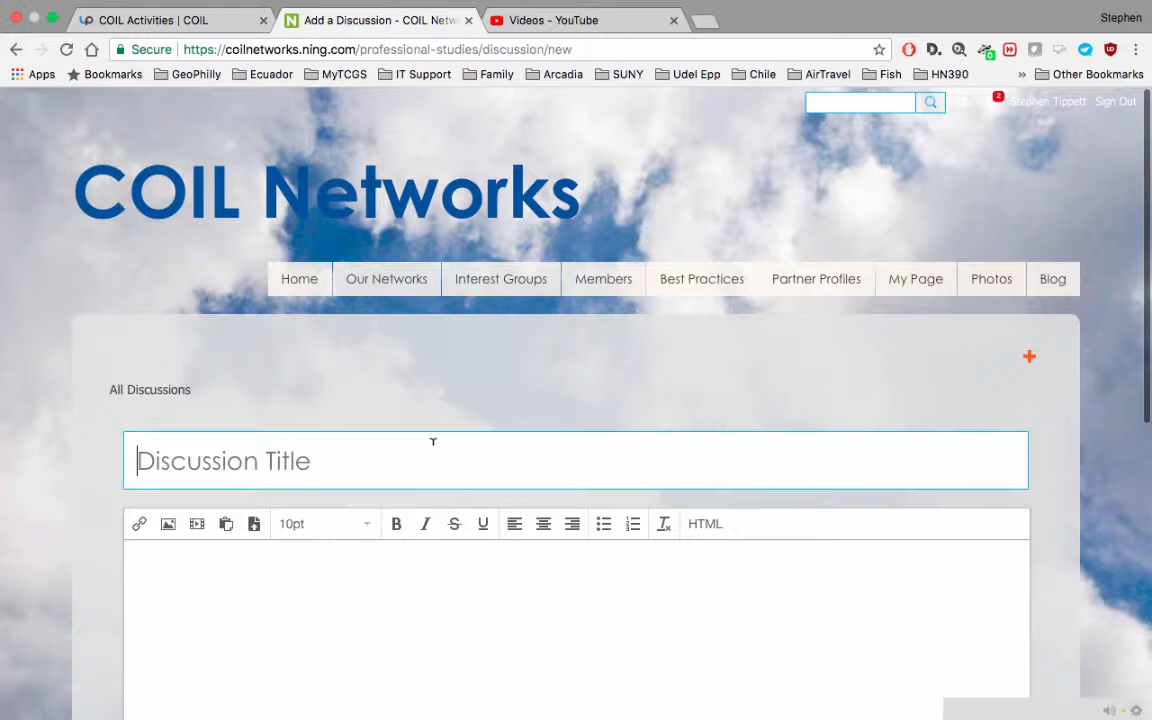 COIL Activities | COIL
Add a Discussion - COIL Netw
Videos - YouTube
Stephen
Secure
https://coilnetworks.ning.com/professional-studies/discussion/new
Apps Bookmarks GeoPhilly Ecuador MyTCGS IT Support Family Arcadia SUNY Udel Epp Chile AirTravel Fish HN390 » Other Bookmarks
2 Stephen Tippett Sign Out
COIL Networks
Home Our Networks Interest Groups Members Best Practices Partner Profiles My Page Photos Blog
All Discussions
Discussion Title
10pt B I S U HTML